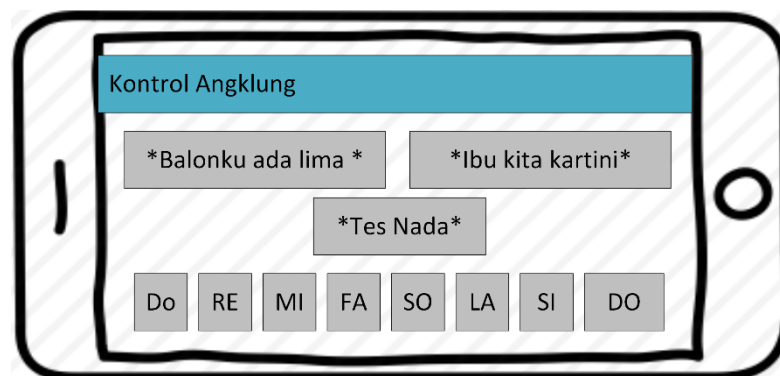 Kontrol Angklung
*Balonku ada lima * *Ibu kita kartini*
*Tes Nada*
Do RE MI FA SO LA SI DO